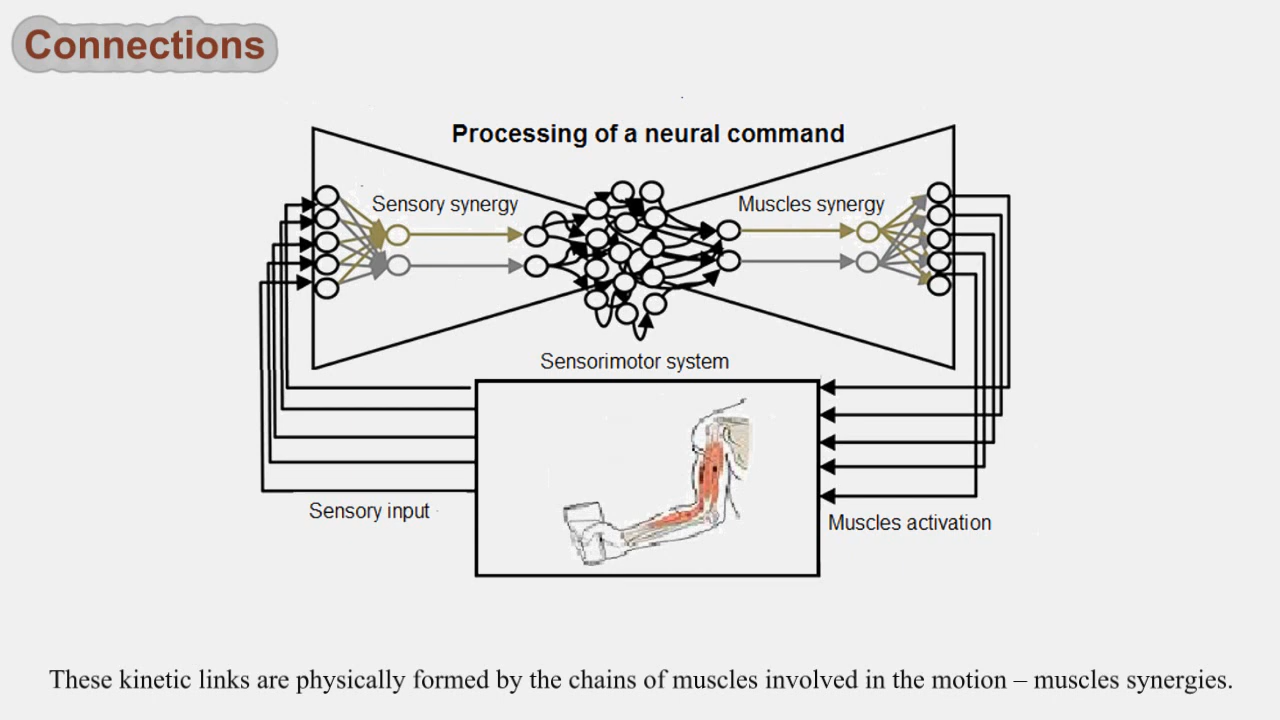 Connections
Processing of a neural command
Sensory synergy
Muscles synergy
Sensorimotor system
Sensory input
Muscles activation
These kinetic links are physically formed by the chains of muscles involved in the motion – muscles synergies.